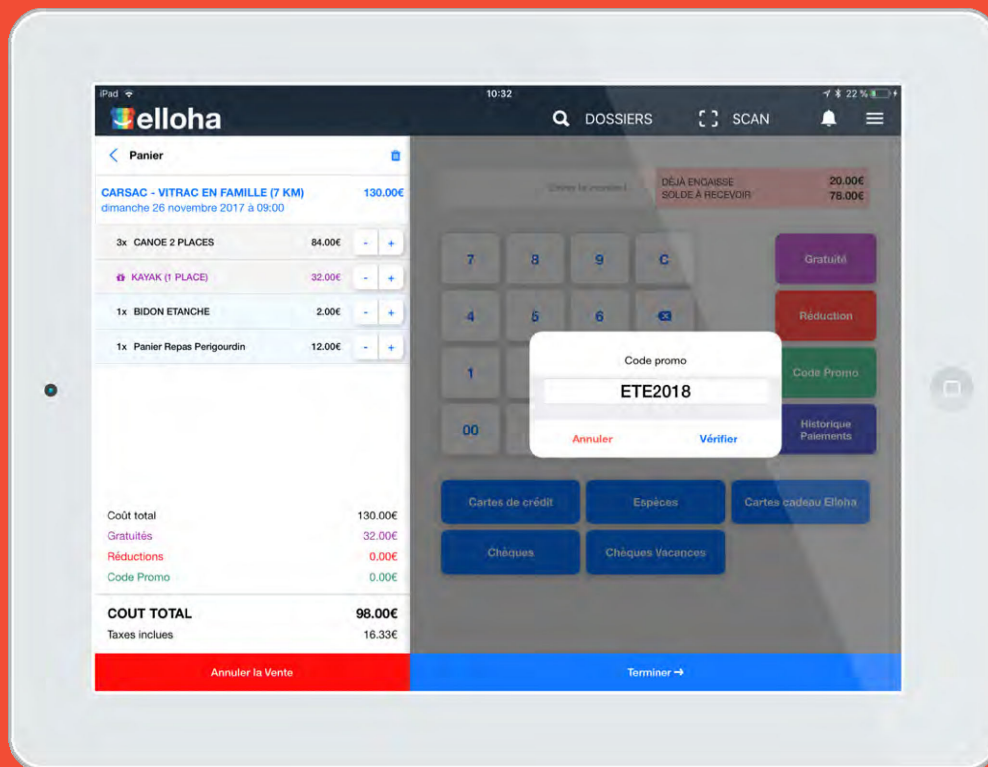 iPad 10:32 22 %
elloha DOSSIERS SCAN
Panier
CARSAC - VITRAC EN FAMILLE (7 KM) 130.00€
dimanche 26 novembre 2017 à 09:00
3x CANOE 2 PLACES 84.00€ - +
KAYAK (1 PLACE) 32.00€ - +
1x BIDON ETANCHE 2.00€ - +
1x Panier Repas Perigourdin 12.00€ - +
Coût total 130.00€
Gratuités 32.00€
Réductions 0.00€
Code Promo 0.00€
COUT TOTAL 98.00€
Taxes inclues 16.33€
Annuler la Vente
DÉJÀ ENCAISSE 20.00€
SOLDE À RECEVOIR 78.00€
7 8 9 C
Gratuité
4 5 6
Réduction
1
Code Promo
00
Historique
Paiements
Code promo
ETE2018
Annuler Vérifier
Cartes de crédit Espèces Cartes cadeau Elloha
Chèques Chèques Vacances
Terminer →